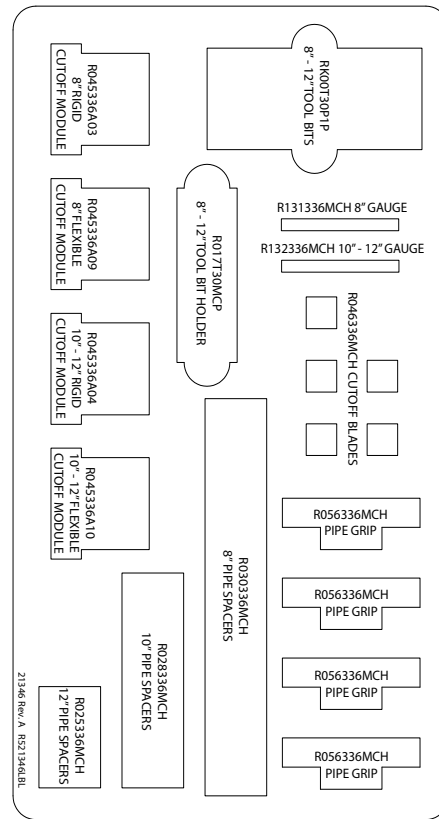 R045336A03
8" RIGID
CUTOFF MODULE
RK00T30P1P
8" - 12" TOOL BITS
R045336A09
8" FLEXIBLE
CUTOFF MODULE
R017T30MCP
8" - 12" TOOL BIT HOLDER
R131336MCH 8" GAUGE
R132336MCH 10" - 12" GAUGE
R045336A04
10" - 12" RIGID
CUTOFF MODULE
R046336MCH CUTOFF BLADES
R045336A10
10" - 12" FLEXIBLE
CUTOFF MODULE
R030336MCH
8" PIPE SPACERS
R056336MCH
PIPE GRIP
R056336MCH
PIPE GRIP
R028336MCH
10" PIPE SPACERS
R056336MCH
PIPE GRIP
R025336MCH
12" PIPE SPACERS
R056336MCH
PIPE GRIP
21346 Rev. A R521346LBL